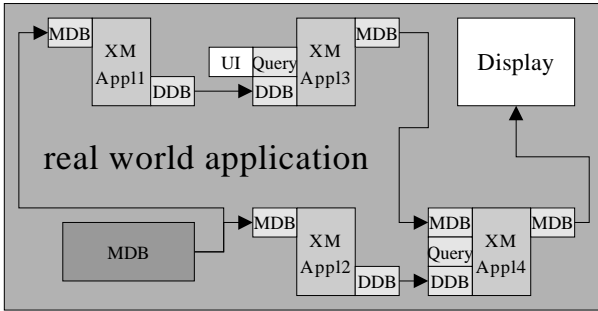 MDB
XM
Appl1
DDB
UI
Query
DDB
XM
Appl3
MDB
Display
real world application
MDB
MDB
XM
Appl2
DDB
MDB
Query
DDB
XM
Appl4
MDB